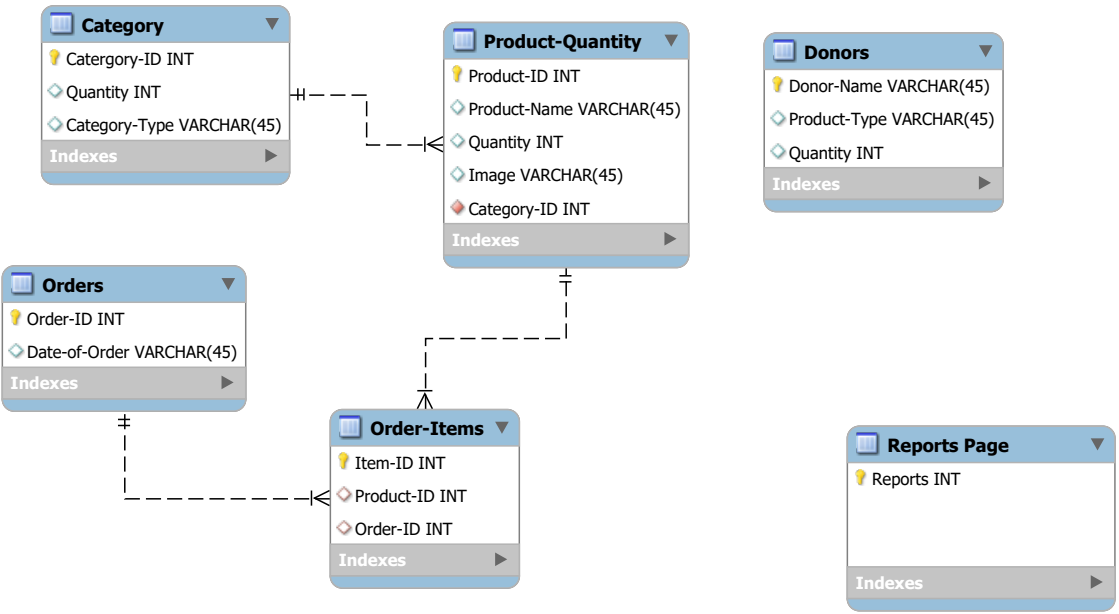 Category
Catergory-ID INT
Quantity INT
Category-Type VARCHAR(45)
Indexes
Product-Quantity
Product-ID INT
Product-Name VARCHAR(45)
Quantity INT
Image VARCHAR(45)
Category-ID INT
Indexes
Donors
Donor-Name VARCHAR(45)
Product-Type VARCHAR(45)
Quantity INT
Indexes
Orders
Order-ID INT
Date-of-Order VARCHAR(45)
Indexes
Order-Items
Item-ID INT
Product-ID INT
Order-ID INT
Indexes
Reports Page
Reports INT
Indexes